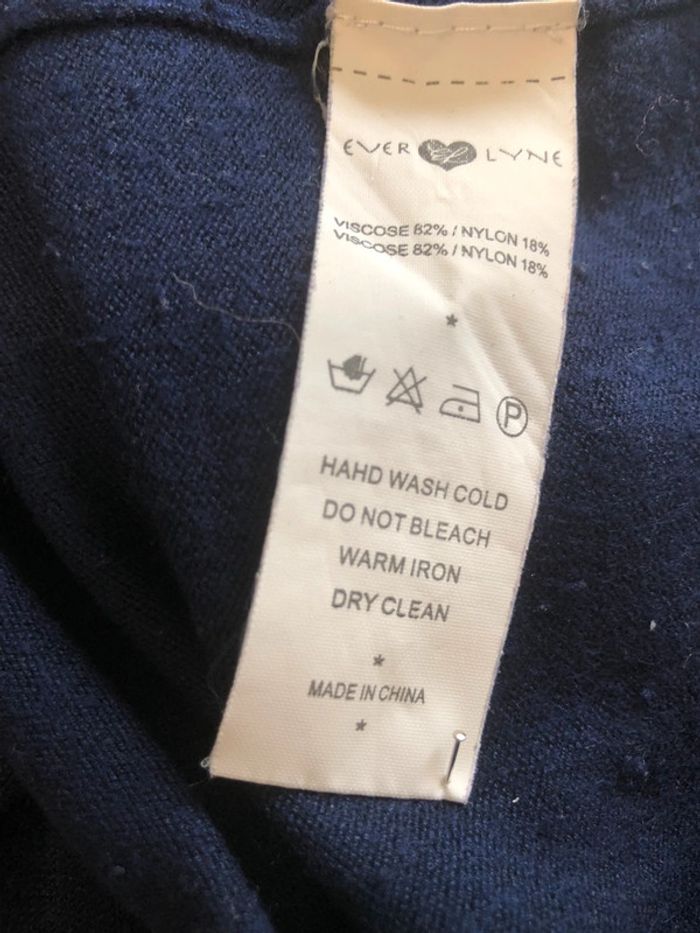 EVER LYNE
VISCOSE 82% / NYLON 18%
VISCOSE 82% / NYLON 18%
*
P
HAHD WASH COLD
DO NOT BLEACH
WARM IRON
DRY CLEAN
*
MADE IN CHINA
*